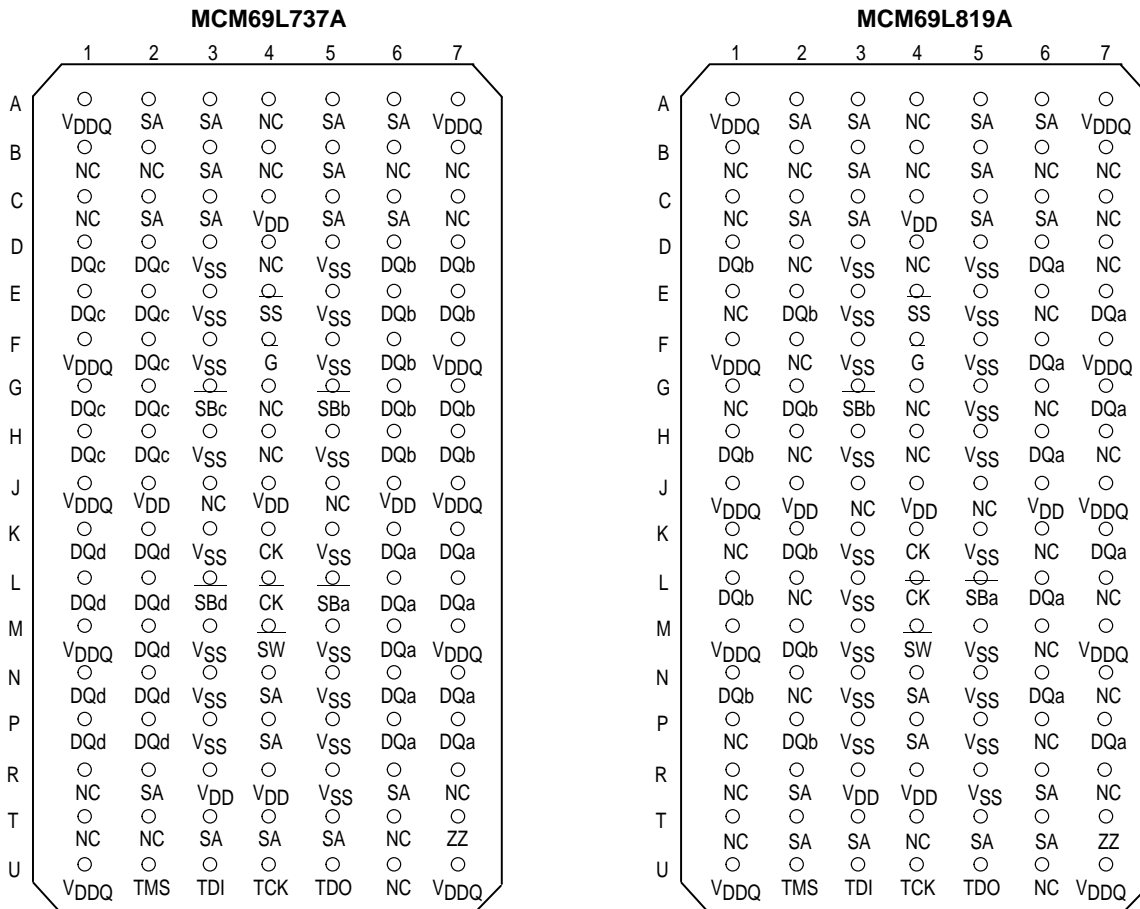 MCM69L737A MCM69L819A
1 2 3 4 5 6 7 1 2 3 4 5 6 7
A A
VDDQ SA SA NC SA SA VDDQ VDDQ SA SA NC SA SA VDDQ
B B
NC NC SA NC SA NC NC NC NC SA NC SA NC NC
C C
NC SA SA VDD SA SA NC NC SA SA VDD SA SA NC
D D
DQc DQc VSS NC VSS DQb DQb DQb NC VSS NC VSS DQa NC
E E
DQc DQc VSS SS VSS DQb DQb NC DQb VSS SS VSS NC DQa
F F
VDDQ DQc VSS G VSS DQb VDDQ VDDQ NC VSS G VSS DQa VDDQ
G G
DQc DQc SBc NC SBb DQb DQb NC DQb SBb NC VSS NC DQa
H H
DQc DQc VSS NC VSS DQb DQb DQb NC VSS NC VSS DQa NC
J J
VDDQ VDD NC VDD NC VDD VDDQ VDDQ VDD NC VDD NC VDD VDDQ
K K
DQd DQd VSS CK VSS DQa DQa NC DQb VSS CK VSS NC DQa
L L
DQd DQd SBd CK SBa DQa DQa DQb NC VSS CK SBa DQa NC
M M
VDDQ DQd VSS SW VSS DQa VDDQ VDDQ DQb VSS SW VSS NC VDDQ
N N
DQd DQd VSS SA VSS DQa DQa DQb NC VSS SA VSS DQa NC
P P
DQd DQd VSS SA VSS DQa DQa NC DQb VSS SA VSS NC DQa
R R
NC SA VDD VDD VSS SA NC NC SA VDD VDD VSS SA NC
T T
NC NC SA SA SA NC ZZ NC SA SA NC SA SA ZZ
U U
VDDQ TMS TDI TCK TDO NC VDDQ VDDQ TMS TDI TCK TDO NC VDDQ